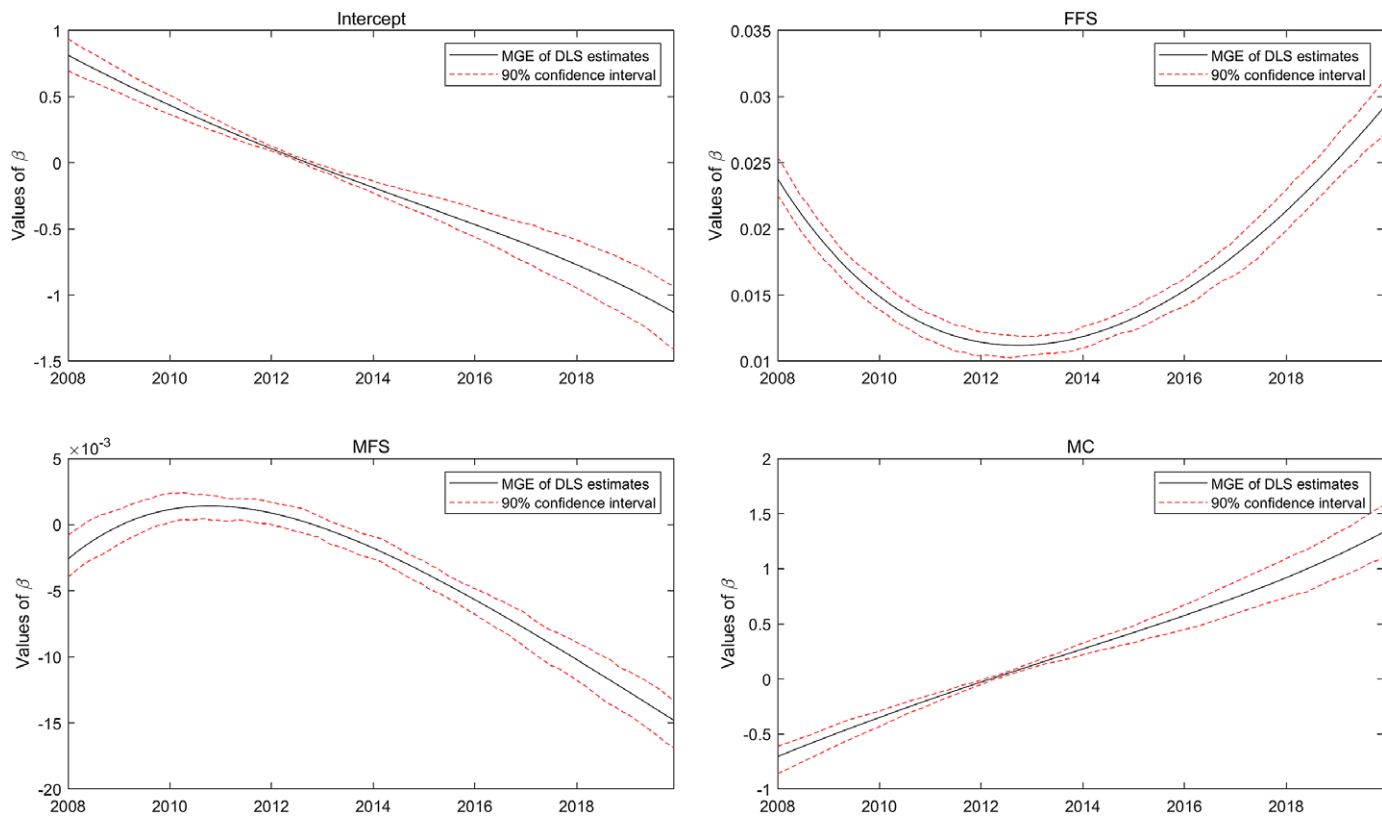 Intercept
1
0.5
0
-0.5
-1
-1.5
Values of β
MGE of DLS estimates
90% confidence interval
2008 2010 2012 2014 2016 2018
FFS
0.035
0.03
0.025
0.02
0.015
0.01
Values of β
MGE of DLS estimates
90% confidence interval
2008 2010 2012 2014 2016 2018
MFS
×10⁻³
5
0
-5
-10
-15
-20
Values of β
MGE of DLS estimates
90% confidence interval
2008 2010 2012 2014 2016 2018
MC
2
1.5
1
0.5
0
-0.5
-1
Values of β
MGE of DLS estimates
90% confidence interval
2008 2010 2012 2014 2016 2018